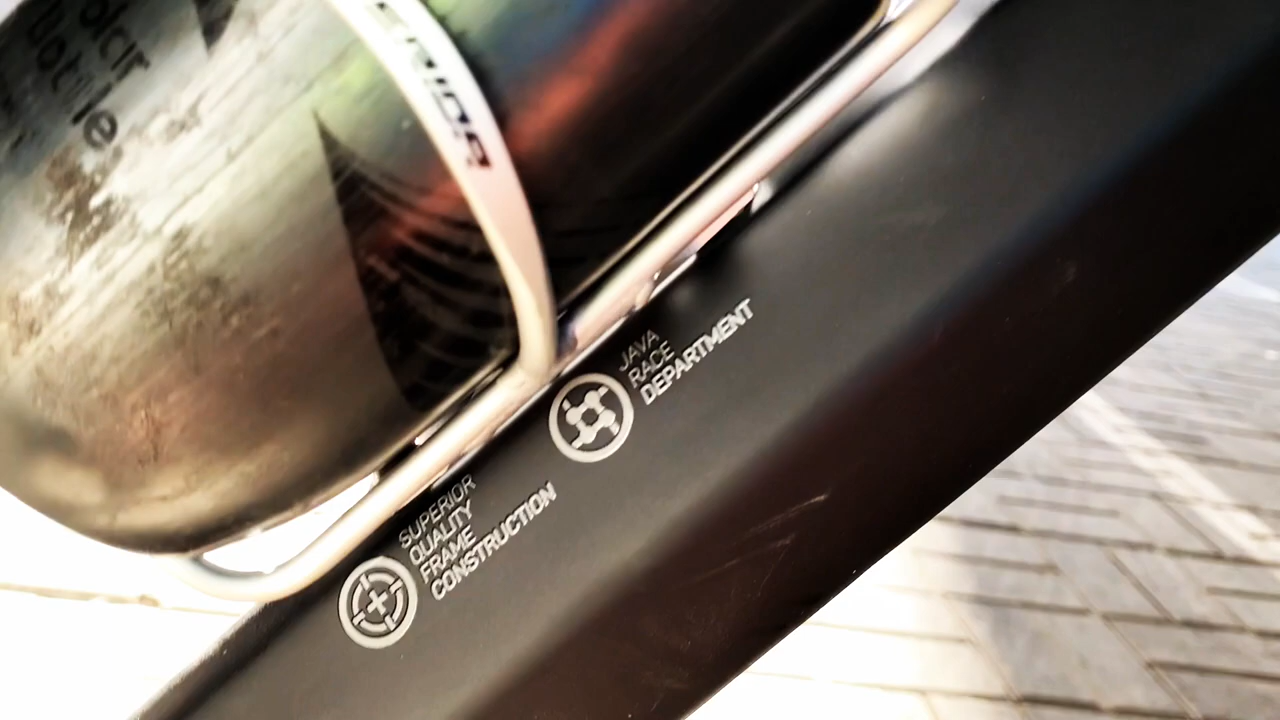 JAVA
RACE
DEPARTMENT
SUPERIOR
QUALITY
FRAME
CONSTRUCTION